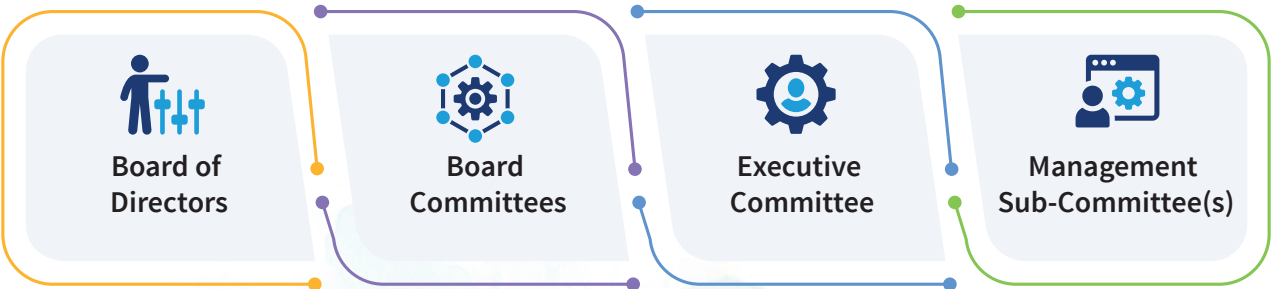 Board of
Directors
Board
Committees
Executive
Committee
Management
Sub-Committee(s)